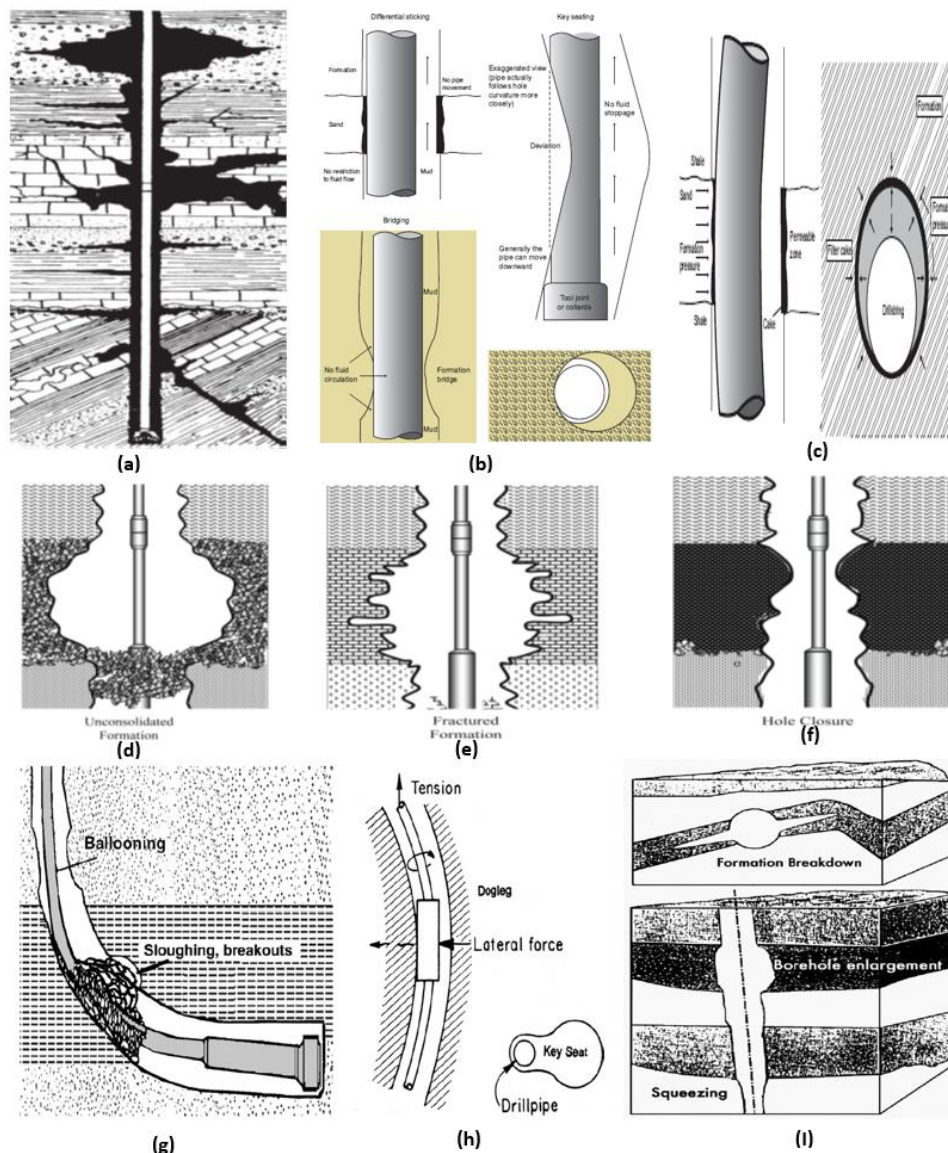 Differential sticking
Formation
No pipe
movement
Sand
No restriction
to fluid flow
Mud
Key seating
Exaggerated view
(pipe actually
follows hole
curvature more
closely)
No fluid
stoppage
Deviation
Generally the
pipe can move
downward
Tool joint
or collards
Bridging
Mud
No fluid
circulation
Formation
bridge
Mud
Shale
Sand
Formation
pressure
Shale
Permeable
zone
Cake
Formation
Formation
pressure
Filter cake
Drillstring
(a)
(b)
(c)
Unconsolidated
Formation
(d)
Fractured
Formation
(e)
Hole Closure
(f)
Ballooning
Sloughing, breakouts
(g)
Tension
Dogleg
Lateral force
Key Seat
Drillpipe
(h)
Formation Breakdown
Borehole enlargement
Squeezing
(I)